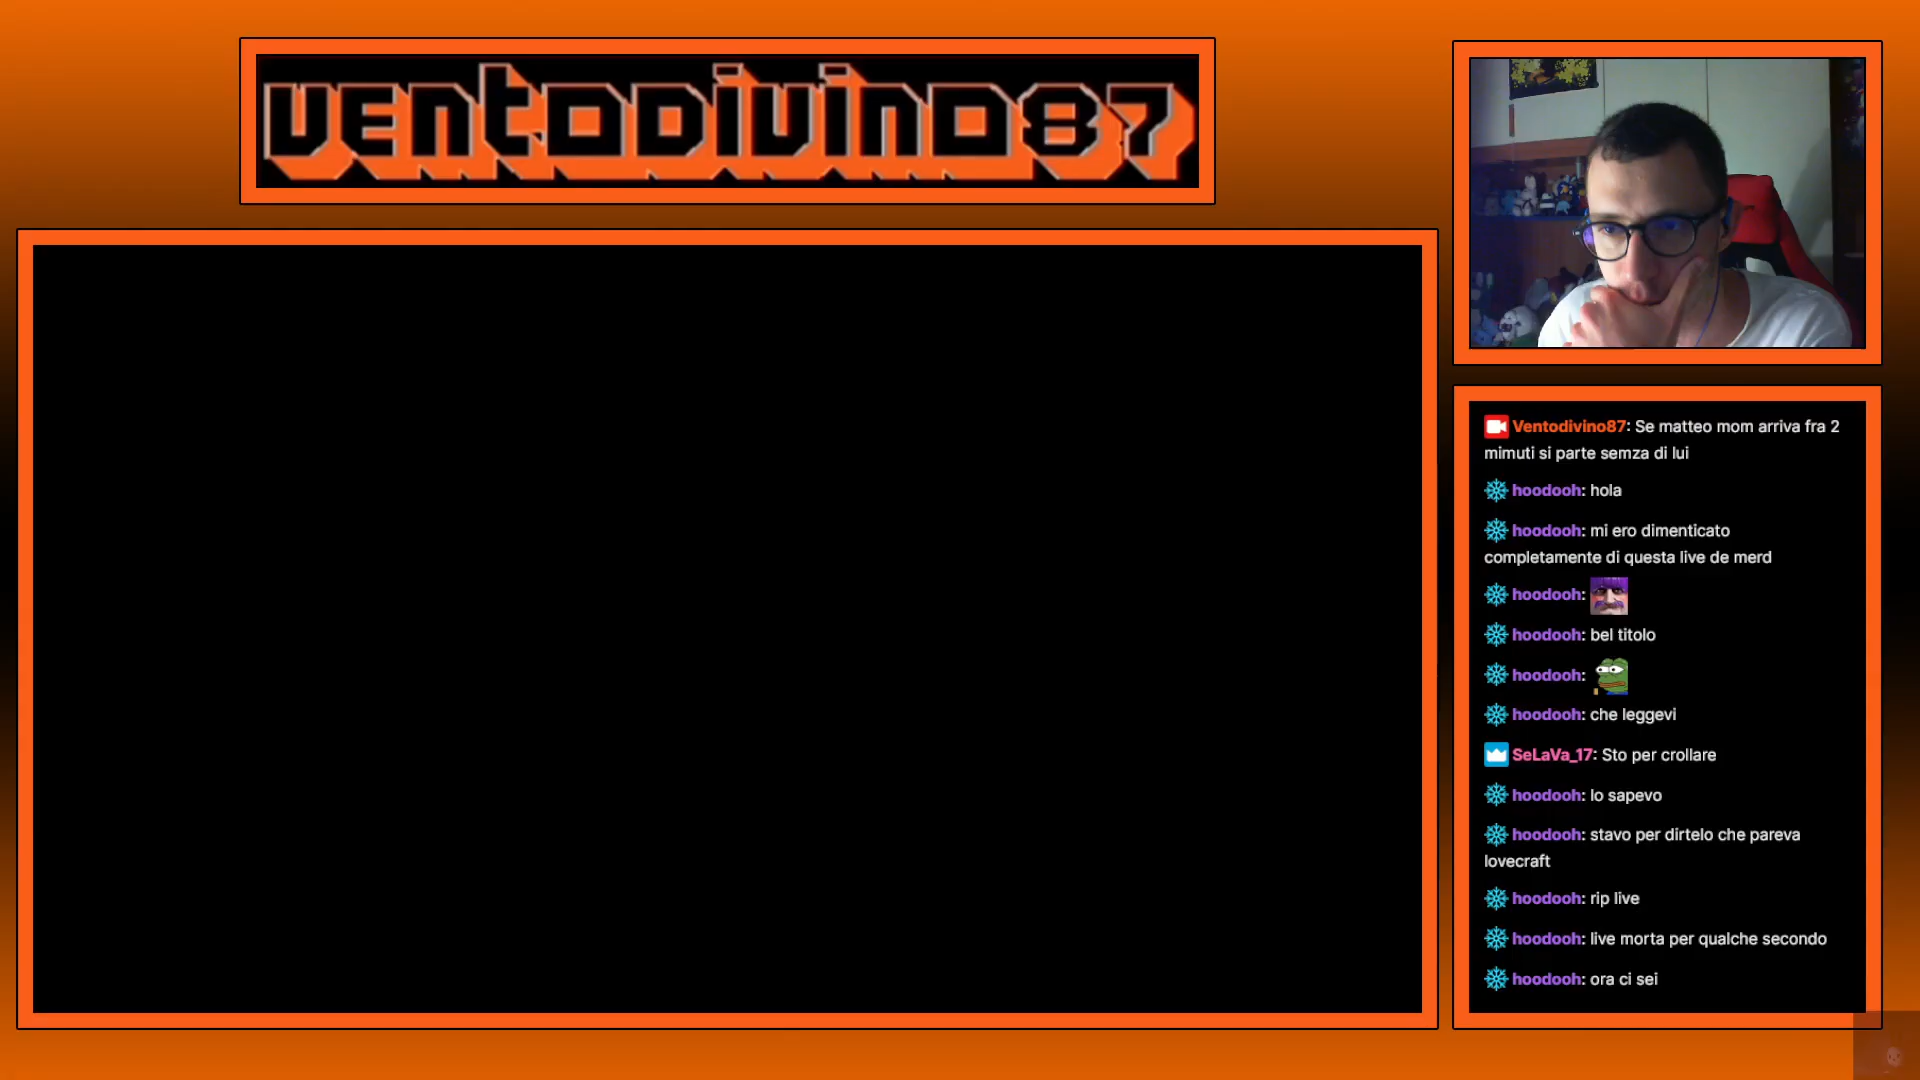 ventodivino87
Ventodivino87: Se matteo mom arriva fra 2
mimuti si parte semza di lui
hoodooh: hola
hoodooh: mi ero dimenticato
completamente di questa live de merd
hoodooh:
hoodooh: bel titolo
hoodooh:
hoodooh: che leggevi
SeLaVa_17: Sto per crollare
hoodooh: lo sapevo
hoodooh: stavo per dirtelo che pareva
lovecraft
hoodooh: rip live
hoodooh: live morta per qualche secondo
hoodooh: ora ci sei